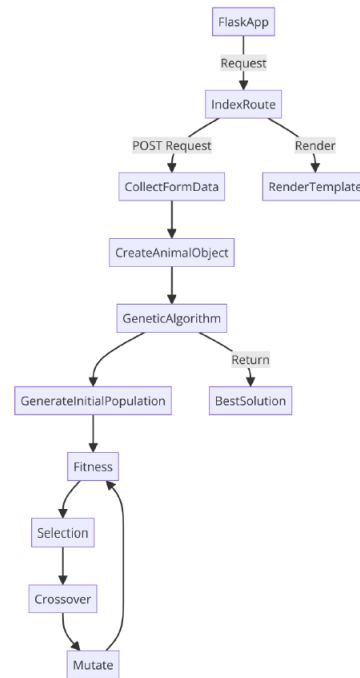 FlaskApp
Request
IndexRoute
POST Request
Render
CollectFormData
RenderTemplate
CreateAnimalObject
GeneticAlgorithm
Return
GenerateInitialPopulation
BestSolution
Fitness
Selection
Crossover
Mutate